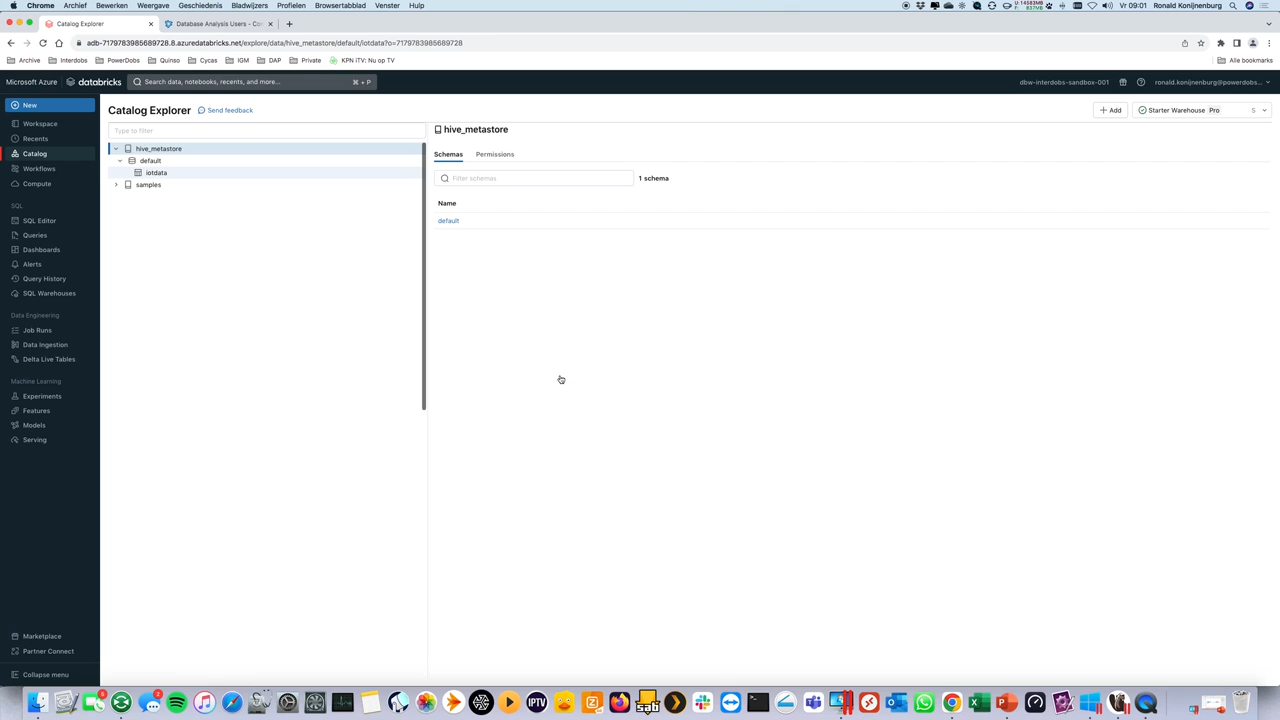 Chrome Archief Bewerken Weergave Geschiedenis Bladwijzers Profielen Browsertabblad Venster Hulp Vr 09:01 Ronald Konijnenburg
Catalog Explorer
Database Analysis Users - Co
adb-7179783985689728.8.azuredatabricks.net/explore/data/hive_metastore/default/iotdata?o=7179783985689728
Archive Interdobs PowerDobs Quinso Cycas IGM DAP Private KPN iTV: Nu op TV Alle bookmarks
Microsoft Azure databricks Search data, notebooks, recents, and more... ⌘ + P dbw-interdobs-sandbox-001 ronald.konijnenburg@powerdobs...
New
Workspace
Recents
Catalog
Workflows
Compute
SQL
SQL Editor
Queries
Dashboards
Alerts
Query History
SQL Warehouses
Data Engineering
Job Runs
Data Ingestion
Delta Live Tables
Machine Learning
Experiments
Features
Models
Serving
Marketplace
Partner Connect
Collapse menu
Catalog Explorer Send feedback
Add
Starter Warehouse Pro S
Type to filter
hive_metastore
default
iotdata
samples
hive_metastore
Schemas Permissions
Filter schemas 1 schema
Name
default